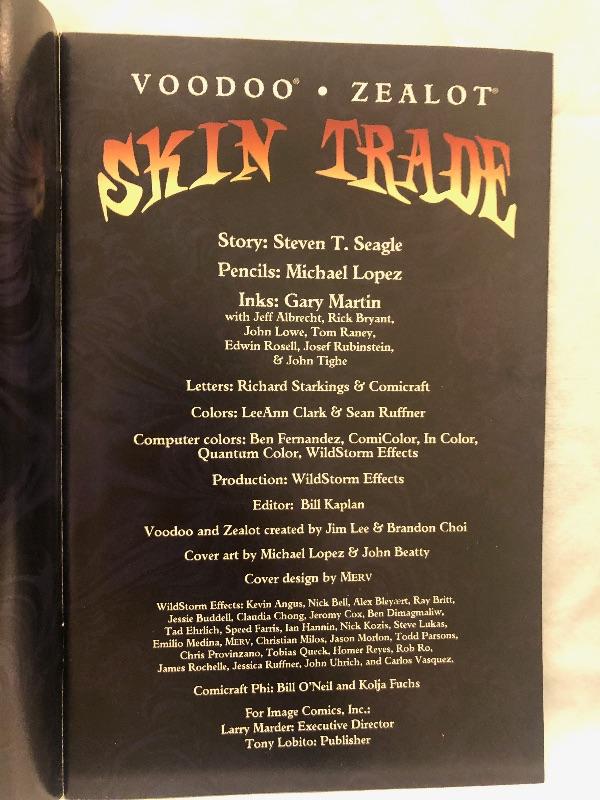 VOODOO® • ZEALOT®
SKIN TRADE
Story: Steven T. Seagle
Pencils: Michael Lopez
Inks: Gary Martin
with Jeff Albrecht, Rick Bryant,
John Lowe, Tom Raney,
Edwin Rosell, Josef Rubinstein,
& John Tighe
Letters: Richard Starkings & Comicraft
Colors: LeeAnn Clark & Sean Ruffner
Computer colors: Ben Fernandez, ComiColor, In Color,
Quantum Color, WildStorm Effects
Production: WildStorm Effects
Editor: Bill Kaplan
Voodoo and Zealot created by Jim Lee & Brandon Choi
Cover art by Michael Lopez & John Beatty
Cover design by MERV
WildStorm Effects: Kevin Angus, Nick Bell, Alex Bleyaert, Ray Britt,
Jessie Buddell, Claudia Chong, Jeromy Cox, Ben Dimagmaliw,
Tad Ehrlich, Speed Farris, Ian Hannin, Nick Kozis, Steve Lukas,
Emilio Medina, MERV, Christian Milos, Jason Morlon, Todd Parsons,
Chris Provinzano, Tobias Queck, Homer Reyes, Rob Ro,
James Rochelle, Jessica Ruffner, John Uhrich, and Carlos Vasquez.
Comicraft Phi: Bill O'Neil and Kolja Fuchs
For Image Comics, Inc.:
Larry Marder: Executive Director
Tony Lobito: Publisher